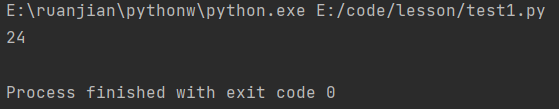 E:\ruanjian\pythonw\python.exe E:/code/lesson/test1.py
24
Process finished with exit code 0